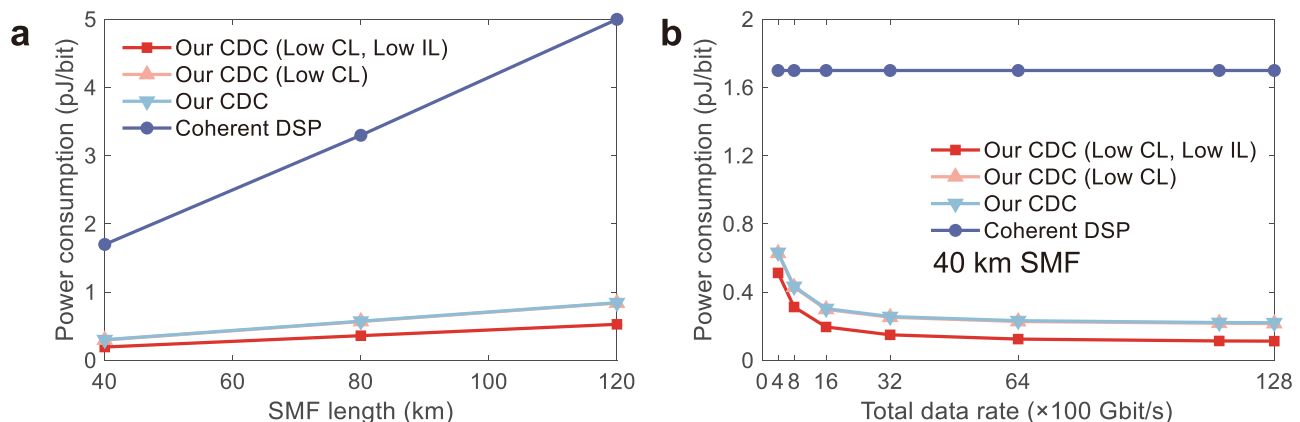 a
5
4
3
2
1
0
40
60
80
100
120
Power consumption (pJ/bit)
SMF length (km)
Our CDC (Low CL, Low IL)
Our CDC (Low CL)
Our CDC
Coherent DSP
b
2
1.6
1.2
0.8
0.4
0
0
4
8
16
32
64
128
Power consumption (pJ/bit)
Total data rate (×100 Gbit/s)
Our CDC (Low CL, Low IL)
Our CDC (Low CL)
Our CDC
Coherent DSP
40 km SMF